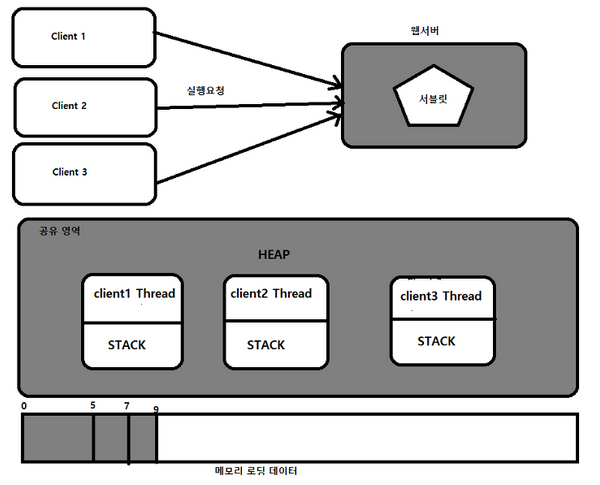 웹서버
Client 1
실행요청
Client 2
서블릿
Client 3
공유 영역
HEAP
client1 Thread
client2 Thread
client3 Thread
STACK
STACK
STACK
0
5
7
9
메모리 로딩 데이터